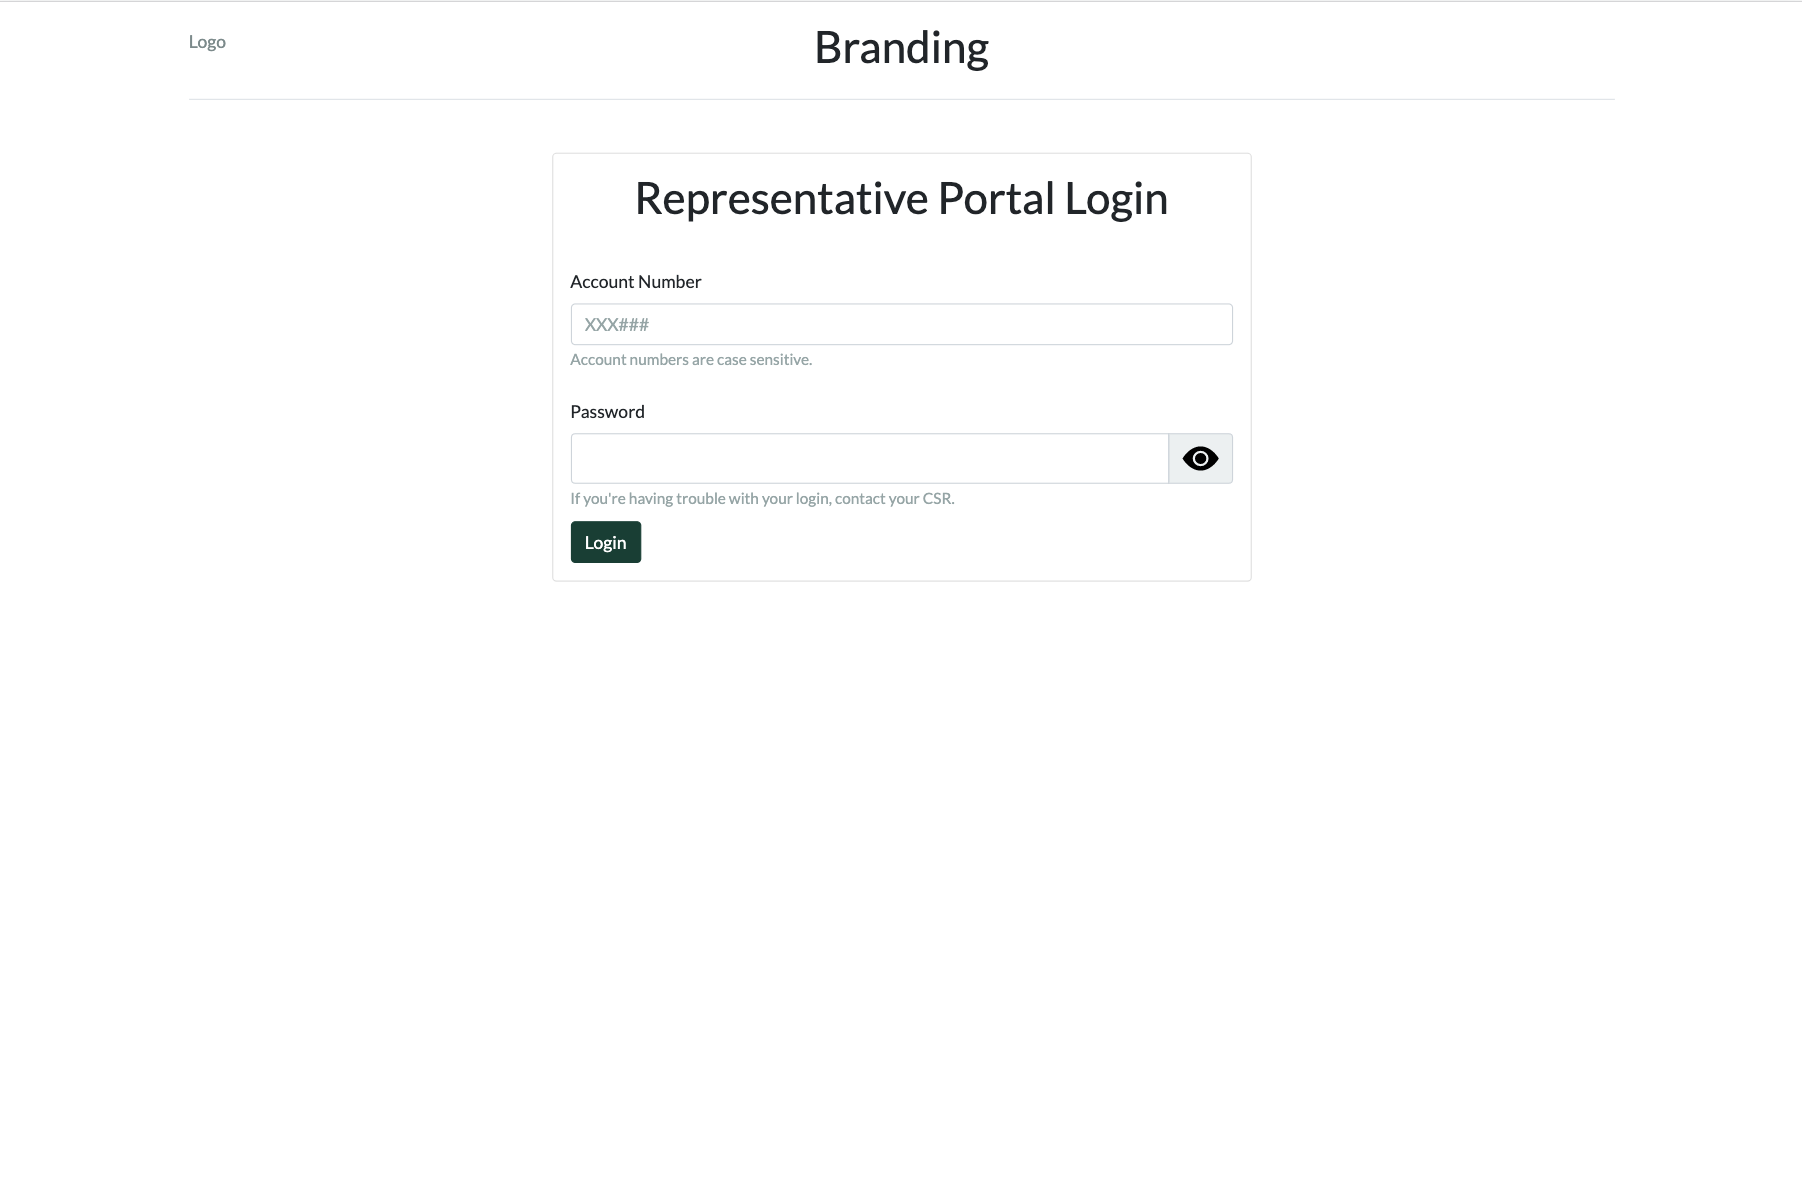 Logo
Branding
Representative Portal Login
Account Number
XXX###
Account numbers are case sensitive.
Password
If you're having trouble with your login, contact your CSR.
Login